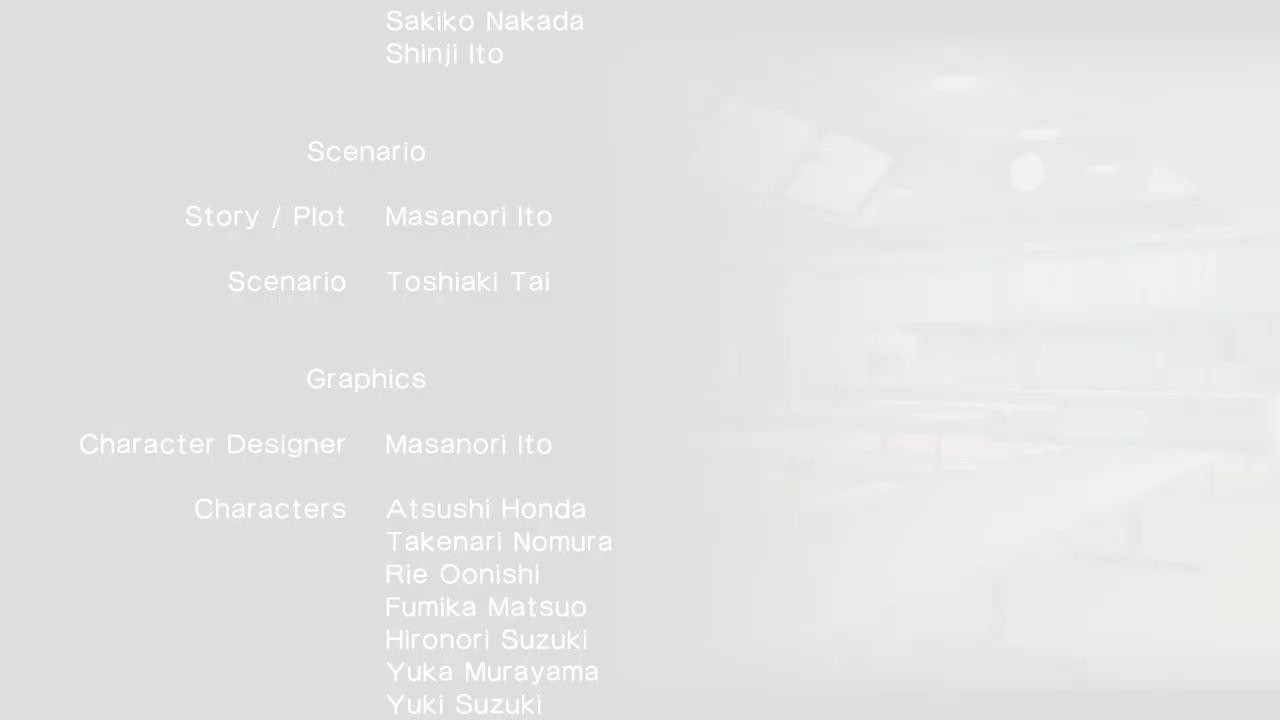 Sakiko Nakada
Shinji Ito
Scenario
Story / Plot Masanori Ito
Scenario Toshiaki Tai
Graphics
Character Designer Masanori Ito
Characters Atsushi Honda
Takenari Nomura
Rie Oonishi
Fumika Matsuo
Hironori Suzuki
Yuka Murayama
Yuki Suzuki